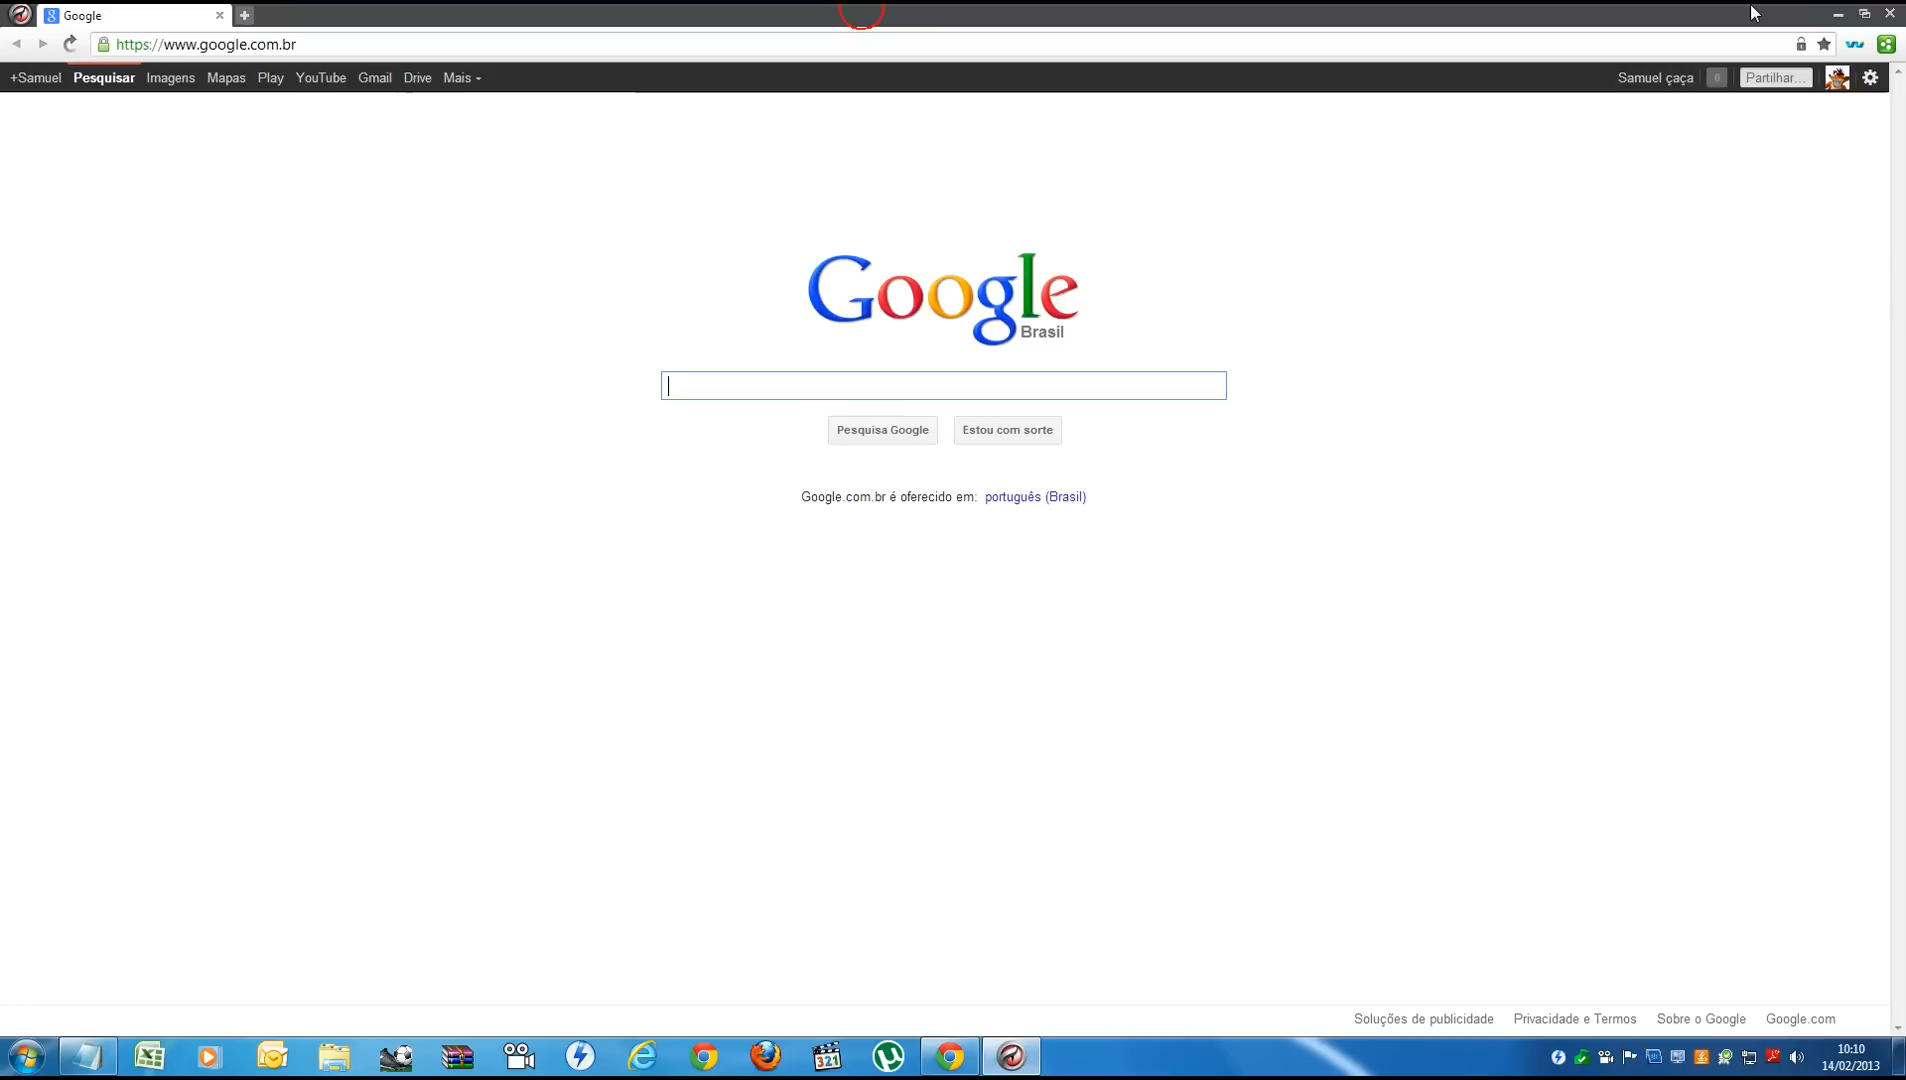 Google
https://www.google.com.br
+Samuel Pesquisar Imagens Mapas Play YouTube Gmail Drive Mais
Samuel çaça 0 Partilhar...
Google
Brasil
Pesquisa Google Estou com sorte
Google.com.br é oferecido em: português (Brasil)
Soluções de publicidade Privacidade e Termos Sobre o Google Google.com
321
10:10
14/02/2013